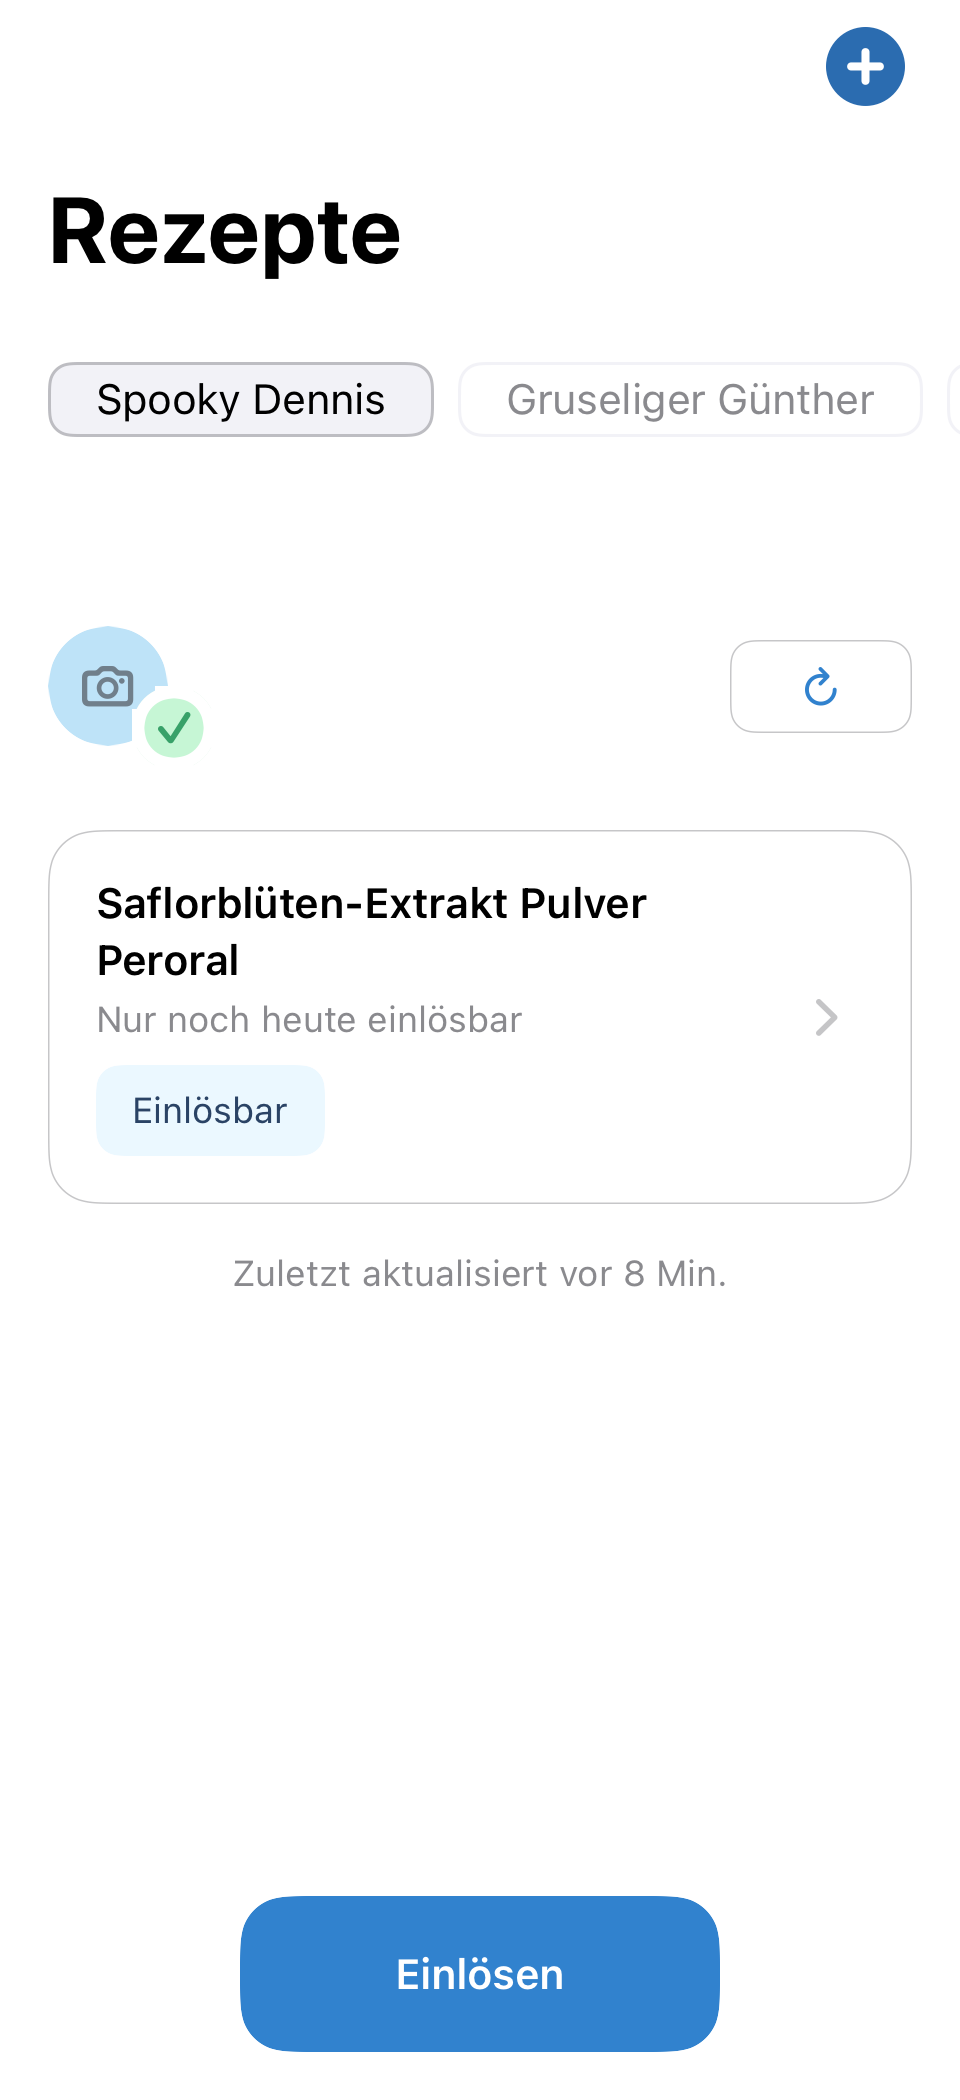 Rezepte
Spooky Dennis
Gruseliger Günther
Saflorblüten-Extrakt Pulver
Peroral
Nur noch heute einlösbar
Einlösbar
Zuletzt aktualisiert vor 8 Min.
Einlösen